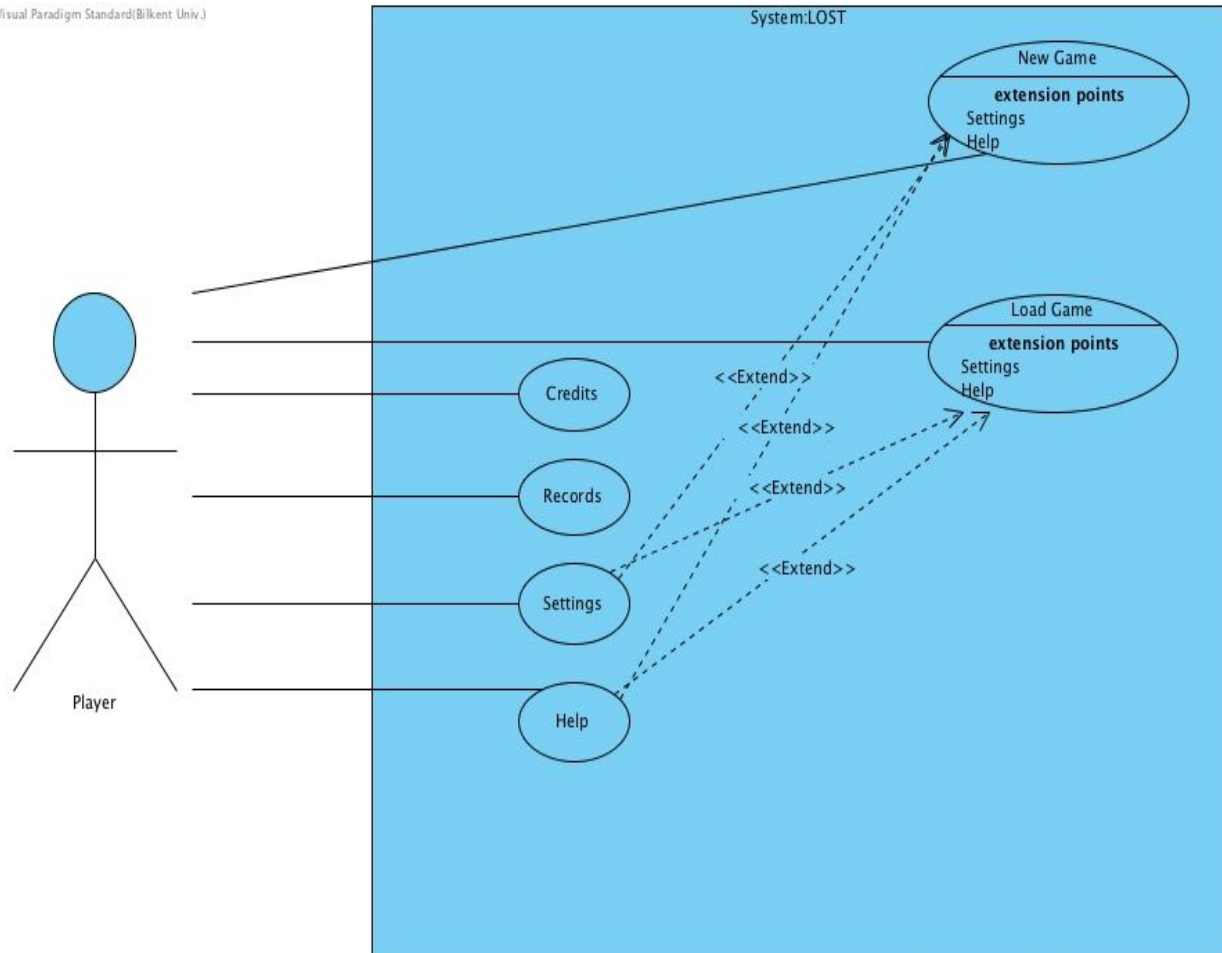 Visual Paradigm Standard(Bilkent Univ.)
System:LOST
New Game
extension points
Settings
Help
Load Game
extension points
Settings
Help
<<Extend>>
Credits
<<Extend>>
<<Extend>>
Records
<<Extend>>
Settings
Player
Help